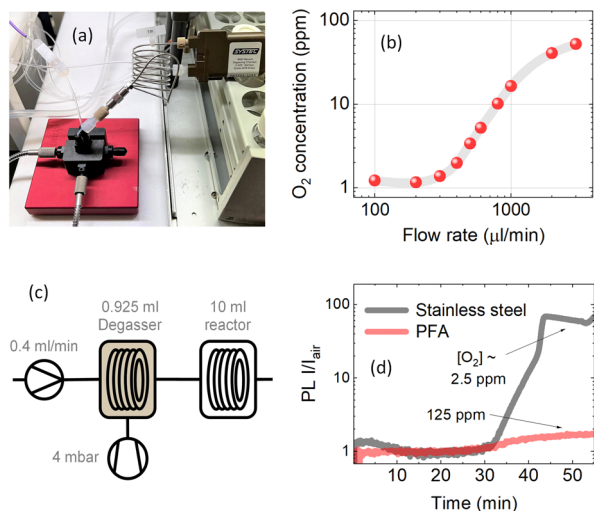 (a)
SYSTEC
(b)
O₂ concentration (ppm)
100
10
1
100
1000
Flow rate (μl/min)
(c)
0.925 ml
Degasser
10 ml
reactor
0.4 ml/min
4 mbar
(d)
PL I/I_air
100
10
1
Stainless steel
PFA
[O₂] ~
2.5 ppm
125 ppm
0
10
20
30
40
50
Time (min)